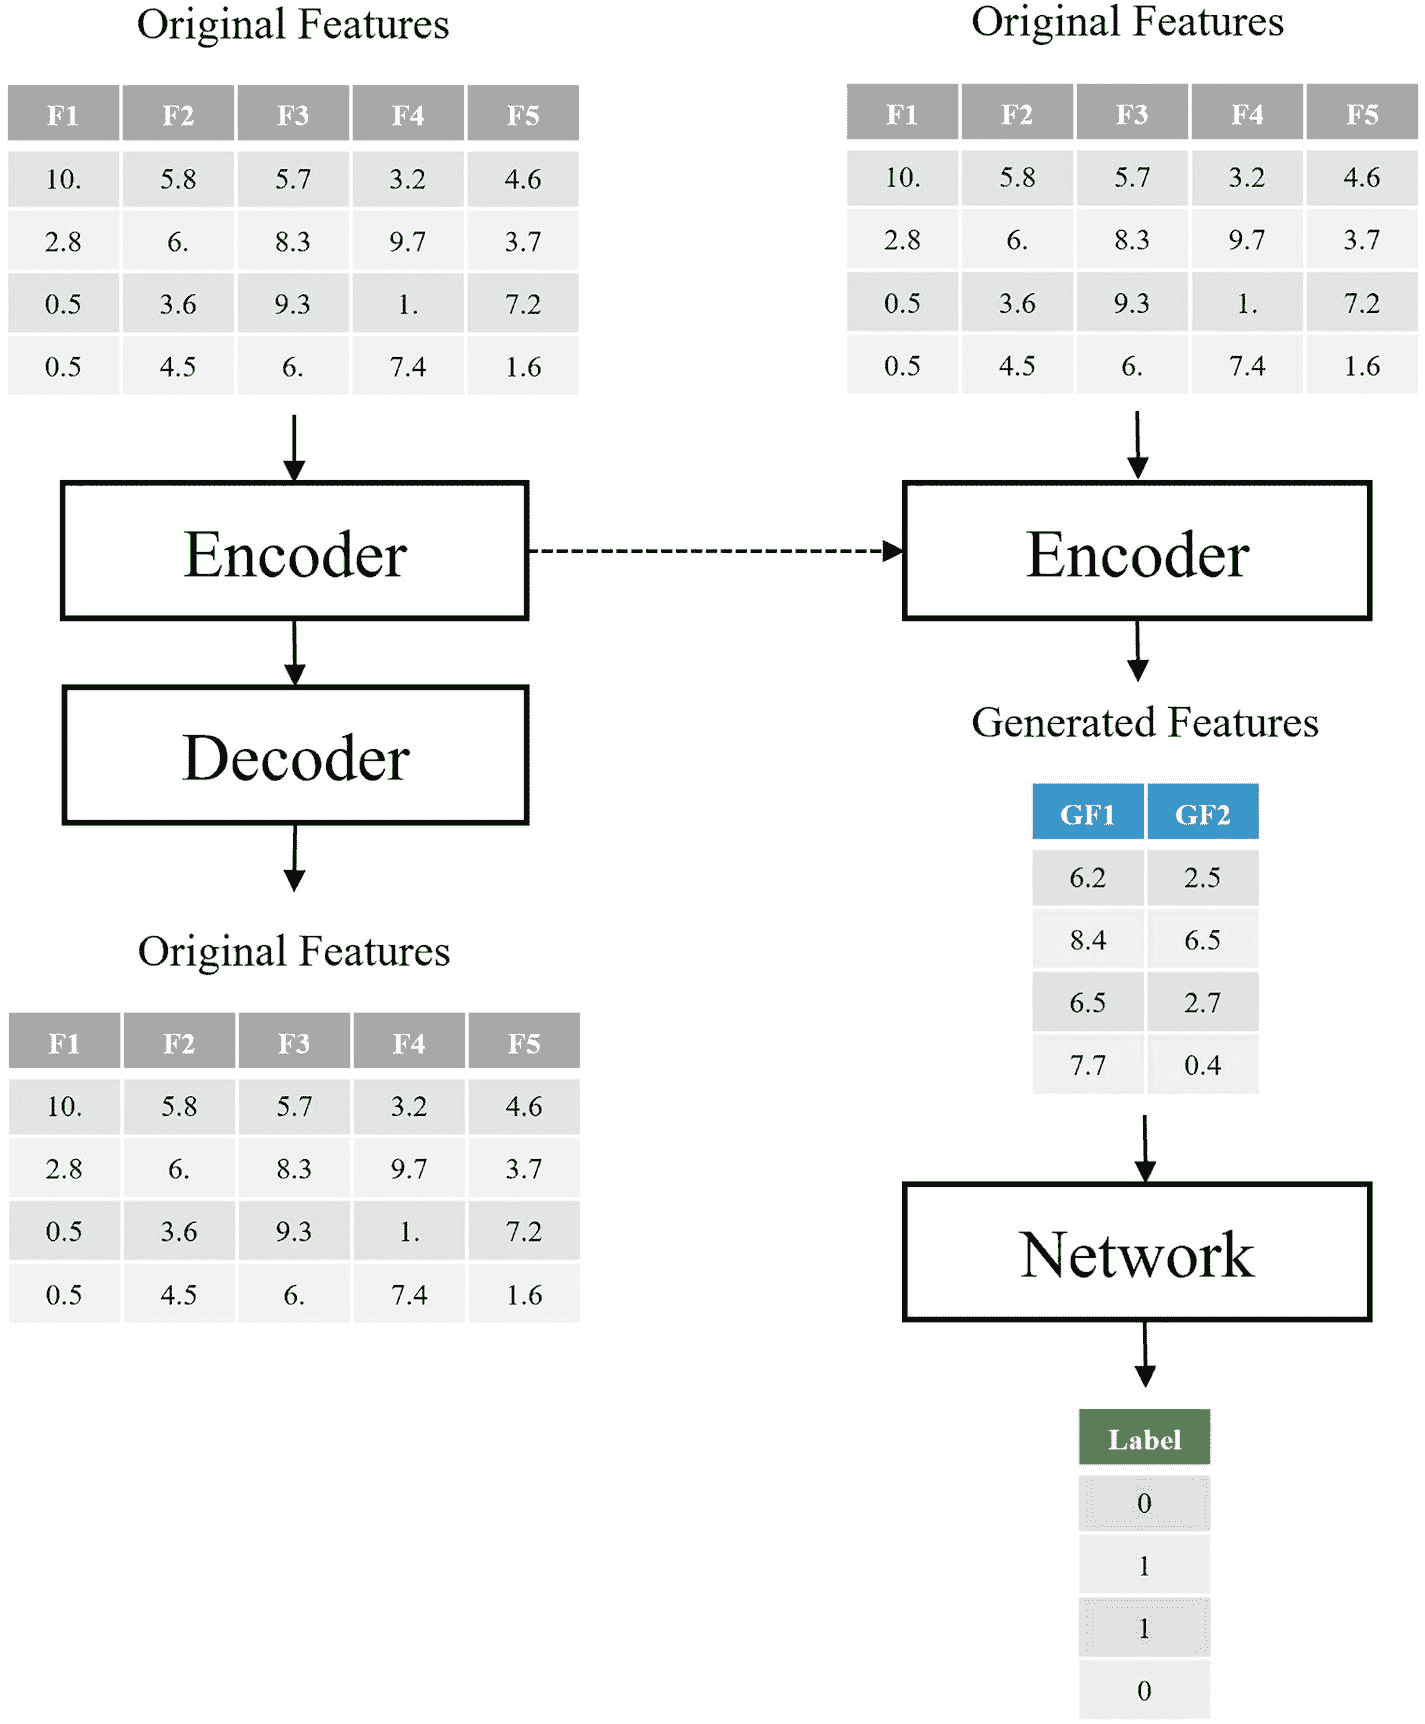 Original Features
F1 F2 F3 F4 F5
10. 5.8 5.7 3.2 4.6
2.8 6. 8.3 9.7 3.7
0.5 3.6 9.3 1. 7.2
0.5 4.5 6. 7.4 1.6
Encoder
Decoder
Original Features
F1 F2 F3 F4 F5
10. 5.8 5.7 3.2 4.6
2.8 6. 8.3 9.7 3.7
0.5 3.6 9.3 1. 7.2
0.5 4.5 6. 7.4 1.6
Original Features
F1 F2 F3 F4 F5
10. 5.8 5.7 3.2 4.6
2.8 6. 8.3 9.7 3.7
0.5 3.6 9.3 1. 7.2
0.5 4.5 6. 7.4 1.6
Encoder
Generated Features
GF1 GF2
6.2 2.5
8.4 6.5
6.5 2.7
7.7 0.4
Network
Label
0
1
1
0